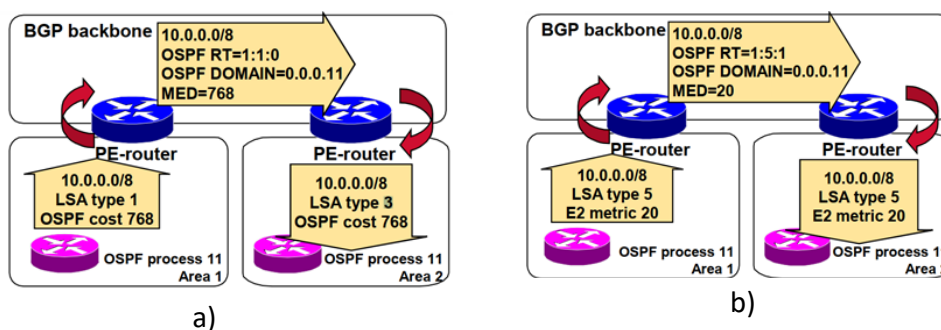 BGP backbone
10.0.0.0/8
OSPF RT=1:1:0
OSPF DOMAIN=0.0.0.11
MED=768
PE-router
PE-router
10.0.0.0/8
LSA type 1
OSPF cost 768
10.0.0.0/8
LSA type 3
OSPF cost 768
OSPF process 11
Area 1
OSPF process 11
Area 2
a)
BGP backbone
10.0.0.0/8
OSPF RT=1:5:1
OSPF DOMAIN=0.0.0.11
MED=20
PE-router
PE-router
10.0.0.0/8
LSA type 5
E2 metric 20
10.0.0.0/8
LSA type 5
E2 metric 20
OSPF process 11
Area 1
OSPF process 1
Area
b)